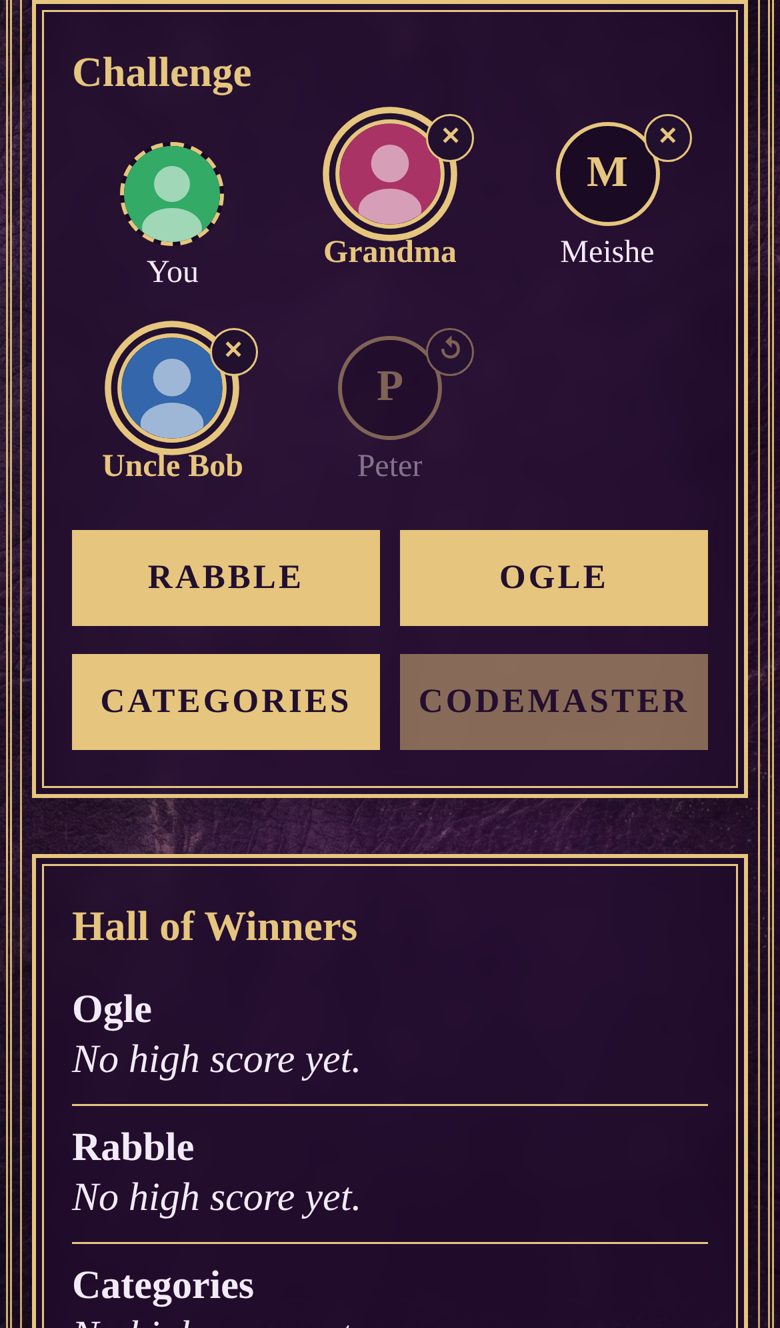 Challenge
You
Grandma
M
Meishe
Uncle Bob
P
Peter
RABBLE
OGLE
CATEGORIES
CODEMASTER
Hall of Winners
Ogle
No high score yet.
Rabble
No high score yet.
Categories